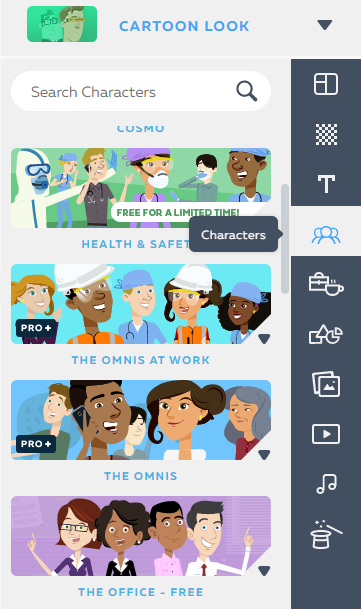 CARTOON LOOK
Search Characters
COSMO
FREE FOR A LIMITED TIME!
Characters
HEALTH & SAFET
PRO+
THE OMNIS AT WORK
PRO+
THE OMNIS
THE OFFICE - FREE